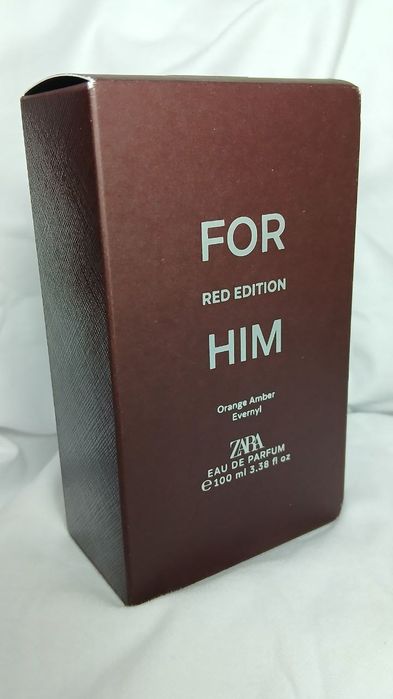 FOR
RED EDITION
HIM
Orange Amber
Evernyl
ZARA
EAU DE PARFUM
℮100 ml 3.38 fl oz